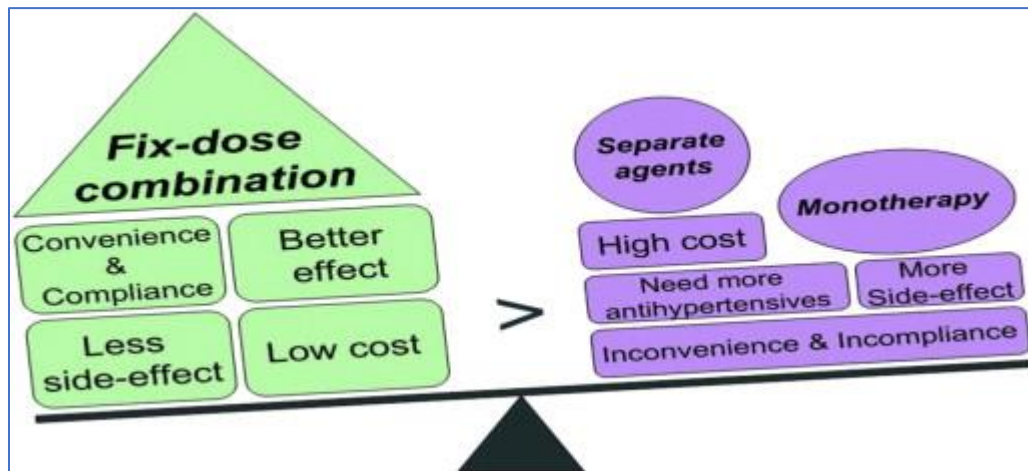 Fix-dose
combination
Convenience
&
Compliance
Better
effect
Less
side-effect
Low cost
>
Separate
agents
Monotherapy
High cost
Need more
antihypertensives
More
Side-effect
Inconvenience & Incompliance